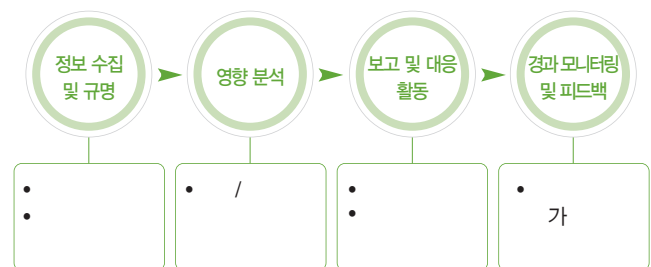 정보 수집
및 규명
영향 분석
보고 및 대응
활동
경과 모니터링
및 피드백
•
•
• /
•
•
•
가